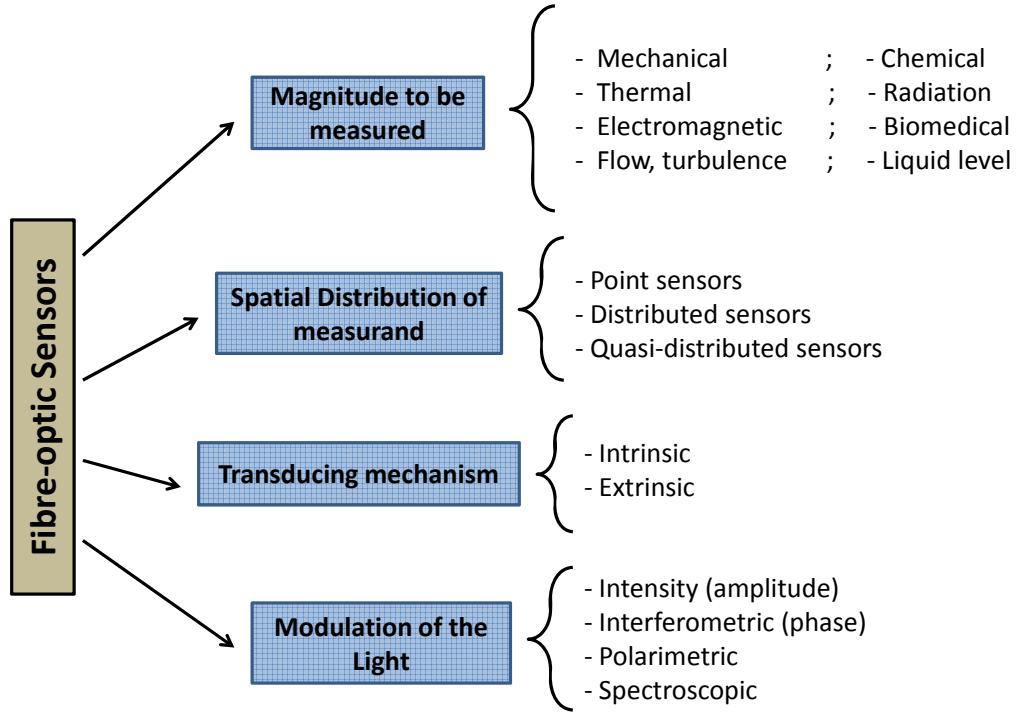 Fibre-optic Sensors
Magnitude to be
measured
- Mechanical ; - Chemical
- Thermal ; - Radiation
- Electromagnetic ; - Biomedical
- Flow, turbulence ; - Liquid level
Spatial Distribution of
measurand
- Point sensors
- Distributed sensors
- Quasi-distributed sensors
Transducing mechanism
- Intrinsic
- Extrinsic
Modulation of the
Light
- Intensity (amplitude)
- Interferometric (phase)
- Polarimetric
- Spectroscopic